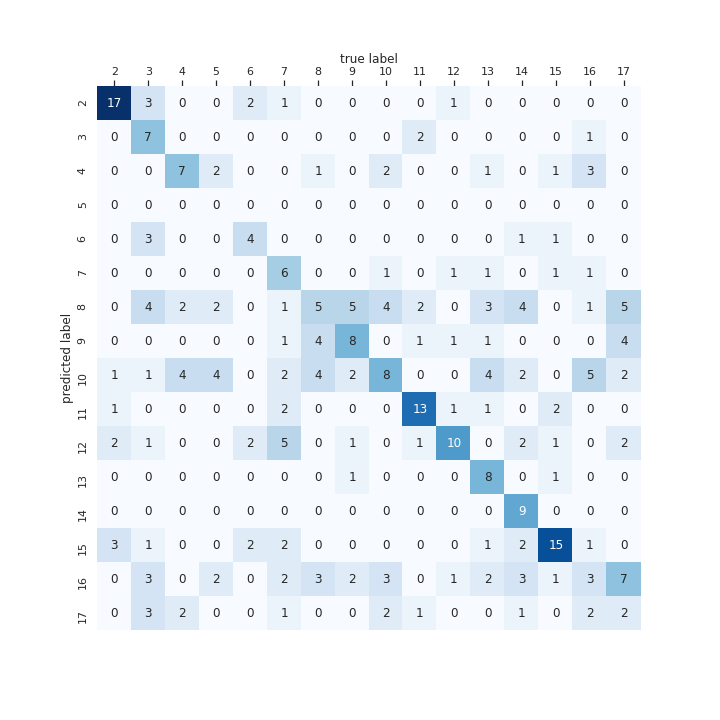 true label
2 3 4 5 6 7 8 9 10 11 12 13 14 15 16 17
predicted label
2 17 3 0 0 2 1 0 0 0 0 1 0 0 0 0 0
3 0 7 0 0 0 0 0 0 0 2 0 0 0 0 1 0
4 0 0 7 2 0 0 1 0 2 0 0 1 0 1 3 0
5 0 0 0 0 0 0 0 0 0 0 0 0 0 0 0 0
6 0 3 0 0 4 0 0 0 0 0 0 0 1 1 0 0
7 0 0 0 0 0 6 0 0 1 0 1 1 0 1 1 0
8 0 4 2 2 0 1 5 5 4 2 0 3 4 0 1 5
9 0 0 0 0 0 1 4 8 0 1 1 1 0 0 0 4
10 1 1 4 4 0 2 4 2 8 0 0 4 2 0 5 2
11 1 0 0 0 0 2 0 0 0 13 1 1 0 2 0 0
12 2 1 0 0 2 5 0 1 0 1 10 0 2 1 0 2
13 0 0 0 0 0 0 0 1 0 0 0 8 0 1 0 0
14 0 0 0 0 0 0 0 0 0 0 0 0 9 0 0 0
15 3 1 0 0 2 2 0 0 0 0 0 1 2 15 1 0
16 0 3 0 2 0 2 3 2 3 0 1 2 3 1 3 7
17 0 3 2 0 0 1 0 0 2 1 0 0 1 0 2 2